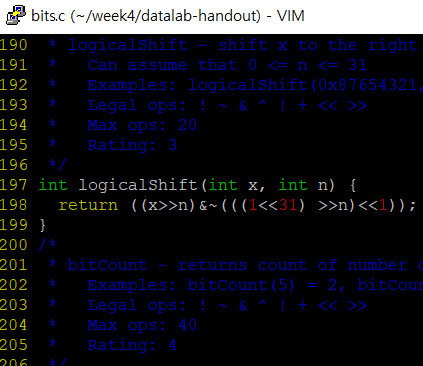 bits.c (~/week4/datalab-handout) - VIM
190 * logicalShift - shift x to the right
191 * Can assume that 0 <= n <= 31
192 * Examples: logicalShift(0x87654321,
193 * Legal ops: ! ~ & ^ | + << >>
194 * Max ops: 20
195 * Rating: 3
196 */
197 int logicalShift(int x, int n) {
198 return ((x>>n)&~(((1<<31) >>n)<<1));
199 }
200 /*
201 * bitCount - returns count of number
202 * Examples: bitCount(5) = 2, bitCou
203 * Legal ops: ! ~ & ^ | + << >>
204 * Max ops: 40
205 * Rating: 4
206 */